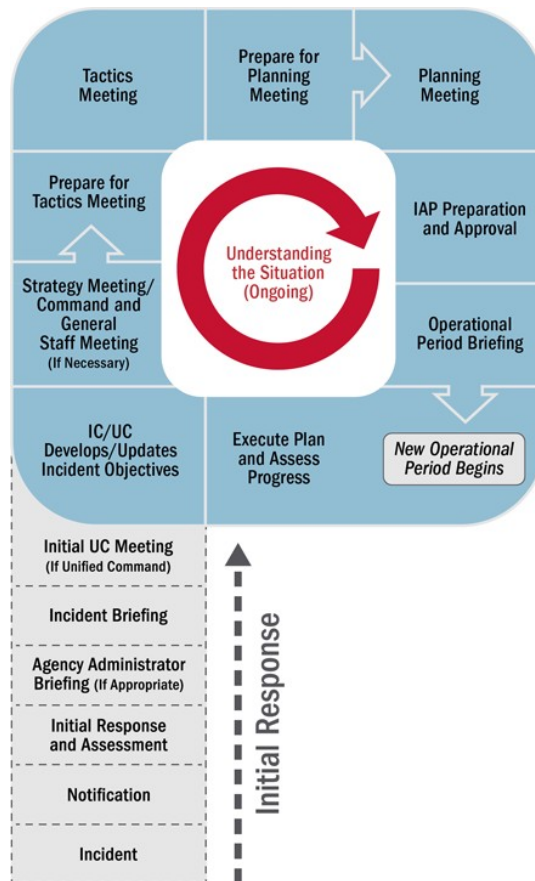 Tactics
Meeting
Prepare for
Planning
Meeting
Planning
Meeting
Prepare for
Tactics Meeting
IAP Preparation
and Approval
Understanding
the Situation
(Ongoing)
Strategy Meeting/
Command and
General
Staff Meeting
(If Necessary)
Operational
Period Briefing
IC/UC
Develops/Updates
Incident Objectives
Execute Plan
and Assess
Progress
New Operational
Period Begins
Initial UC Meeting
(If Unified Command)
Incident Briefing
Agency Administrator
Briefing (If Appropriate)
Initial Response
and Assessment
Notification
Incident
Initial Response